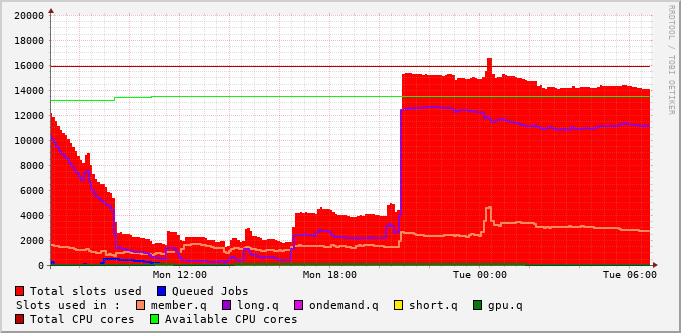 20000
18000
16000
14000
12000
10000
8000
6000
4000
2000
0
Mon 12:00 Mon 18:00 Tue 00:00 Tue 06:00
Total slots used Queued Jobs
Slots used in : member.q long.q ondemand.q short.q gpu.q
Total CPU cores Available CPU cores
RRDTOOL / TOBI OETIKER